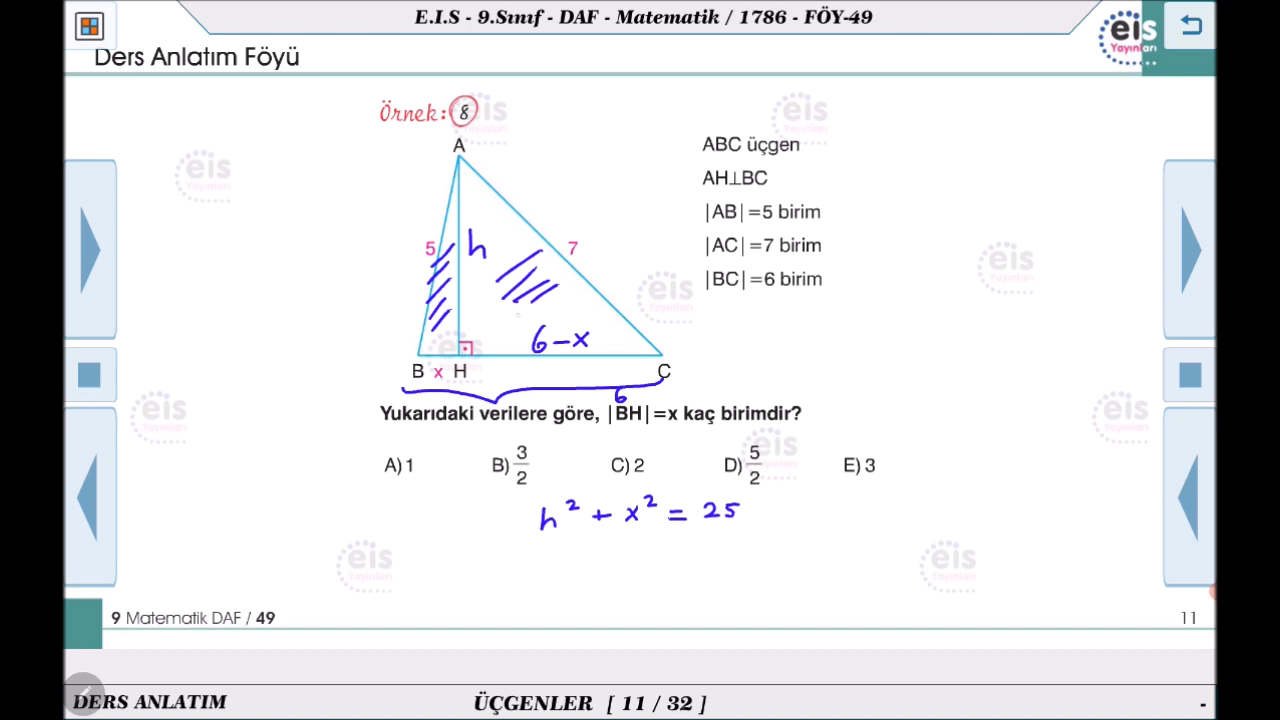 E.I.S - 9.Sınıf - DAF - Matematik / 1786 - FÖY-49
eis
Yayınları
Ders Anlatım Föyü
Örnek: 8
A
5
h
7
6-x
B x H
C
6
ABC üçgen
AH⊥BC
|AB|=5 birim
|AC|=7 birim
|BC|=6 birim
Yukarıdaki verilere göre, |BH|=x kaç birimdir?
A) 1 B) 3/2 C) 2 D) 5/2 E) 3
h² + x² = 25
9 Matematik DAF / 49
11
DERS ANLATIM
ÜÇGENLER [ 11 / 32 ]
-